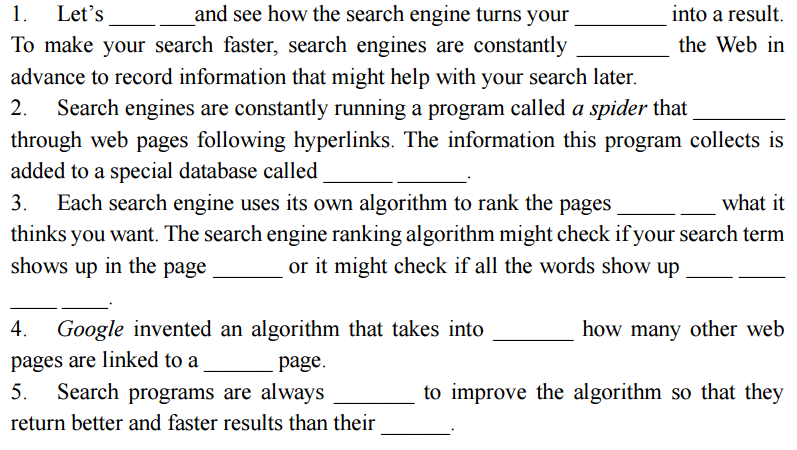 1. Let's _____ ____and see how the search engine turns your _________ into a result.
To make your search faster, search engines are constantly _________ the Web in
advance to record information that might help with your search later.
2. Search engines are constantly running a program called a spider that _________
through web pages following hyperlinks. The information this program collects is
added to a special database called _______ _______.
3. Each search engine uses its own algorithm to rank the pages ______ ____ what it
thinks you want. The search engine ranking algorithm might check if your search term
shows up in the page _______ or it might check if all the words show up _____ _____
_____ _____.
4. Google invented an algorithm that takes into ________ how many other web
pages are linked to a _______ page.
5. Search programs are always ________ to improve the algorithm so that they
return better and faster results than their _______.